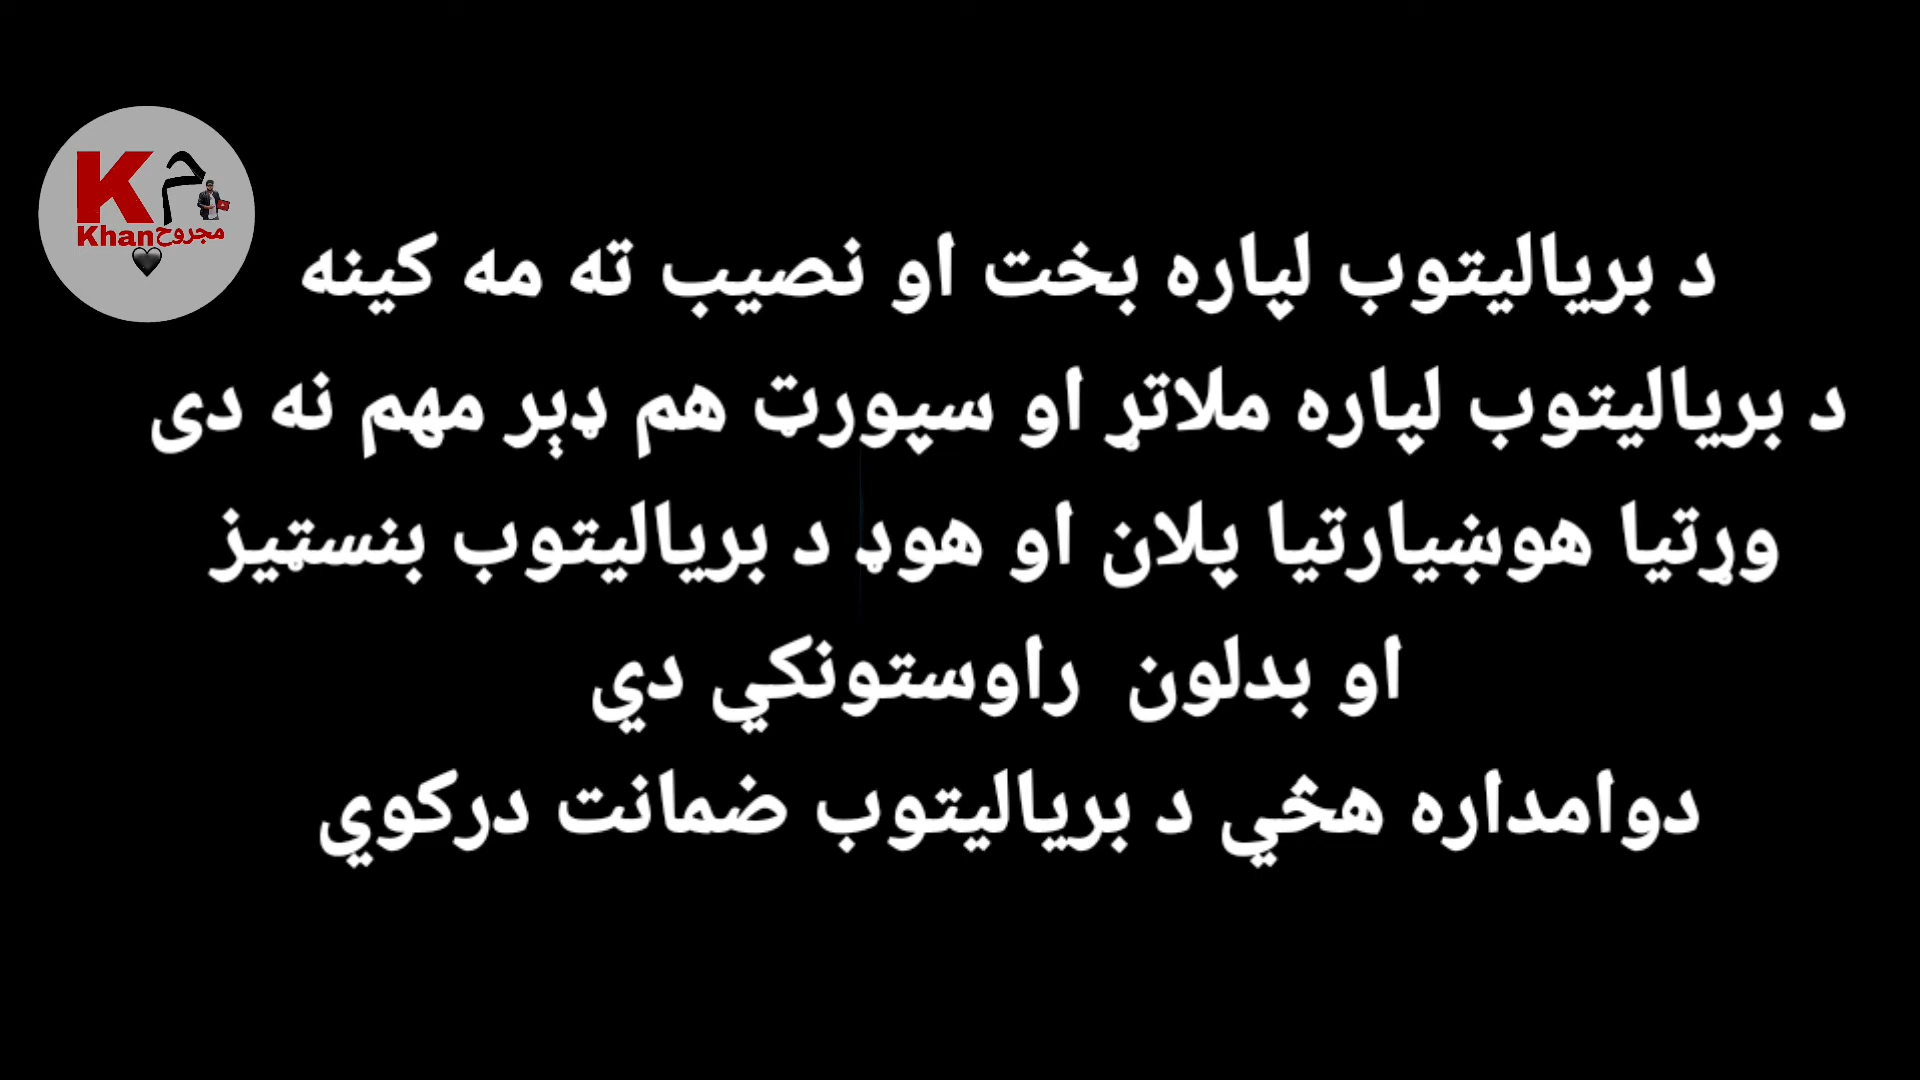 K م
Khan مجروح
د بریالیتوب لپاره بخت او نصیب ته مه کینه
د بریالیتوب لپاره ملاتړ او سپورټ هم ډېر مهم نه دی
وړتیا هوښیارتیا پلان او هوډ د بریالیتوب بنسټیز
او بدلون راوستونکي دي
دوامداره هڅي د بریالیتوب ضمانت درکوي